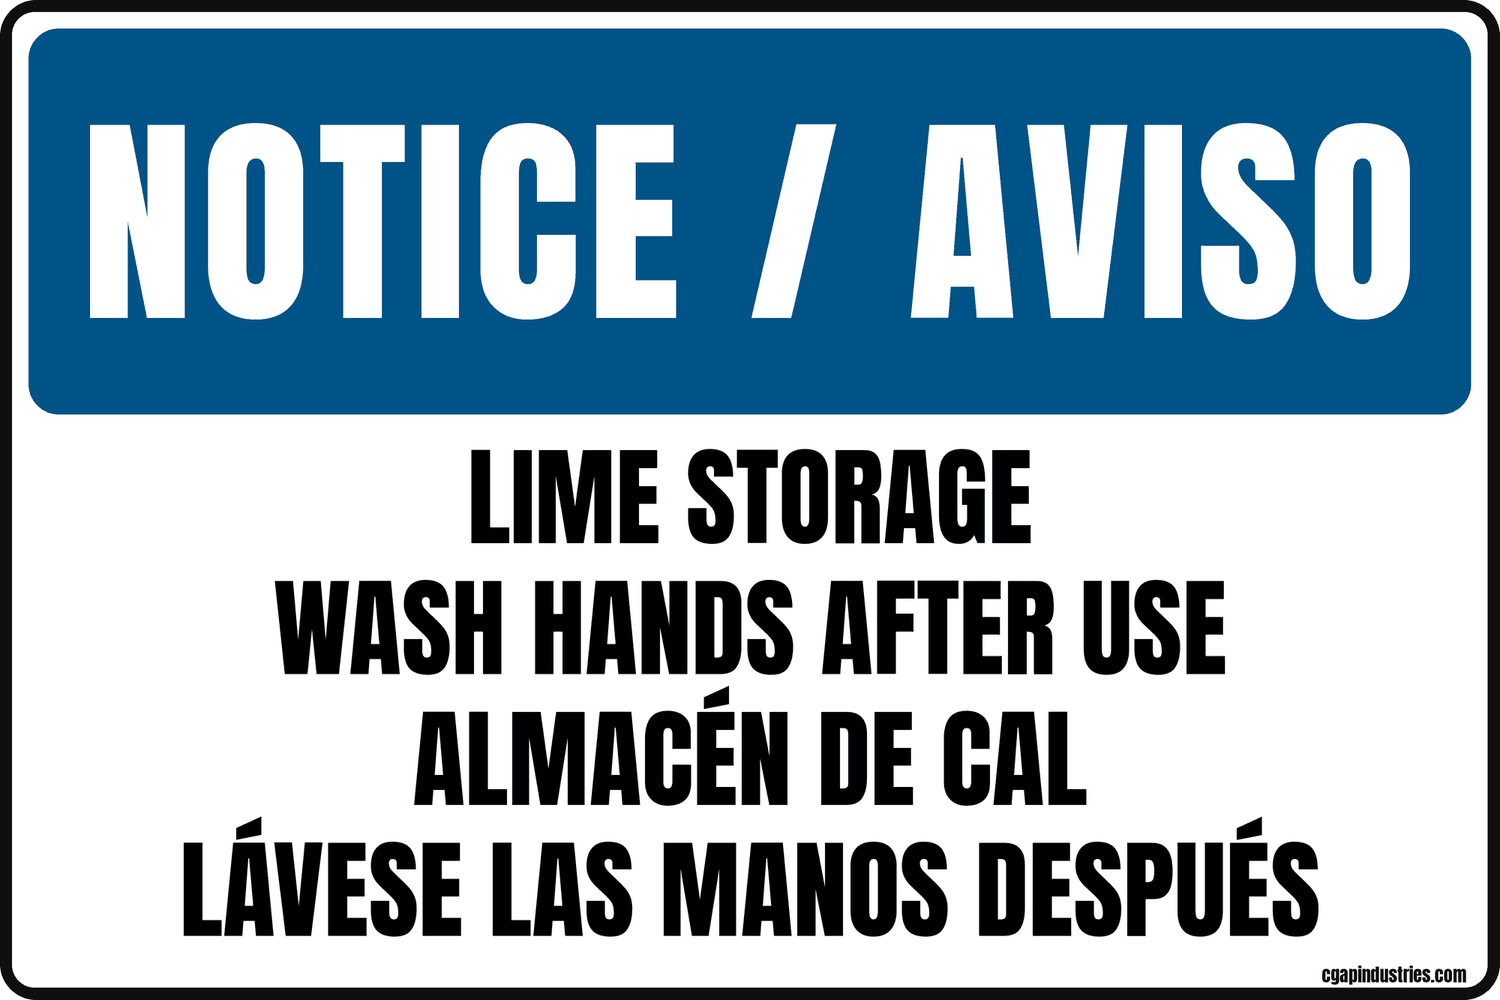 NOTICE / AVISO
LIME STORAGE
WASH HANDS AFTER USE
ALMACÉN DE CAL
LÁVESE LAS MANOS DESPUÉS
cgapindustries.com